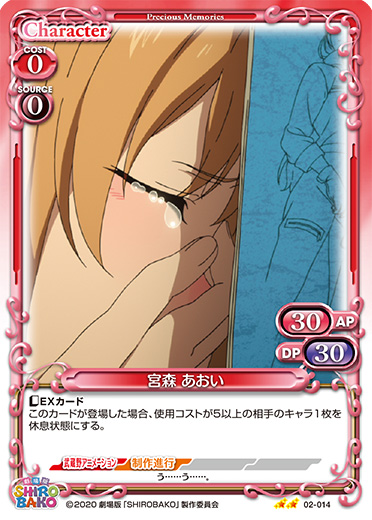 Precious Memories
Character
COST
0
SOURCE
0
30 AP
DP 30
宮森 あおい
EXカード
このカードが登場した場合、使用コストが5以上の相手のキャラ1枚を
休息状態にする。
武蔵野アニメーション 制作進行
う……うっ……。
劇場版
SHIRO
BAKO
©2020 劇場版「SHIROBAKO」製作委員会
02-014